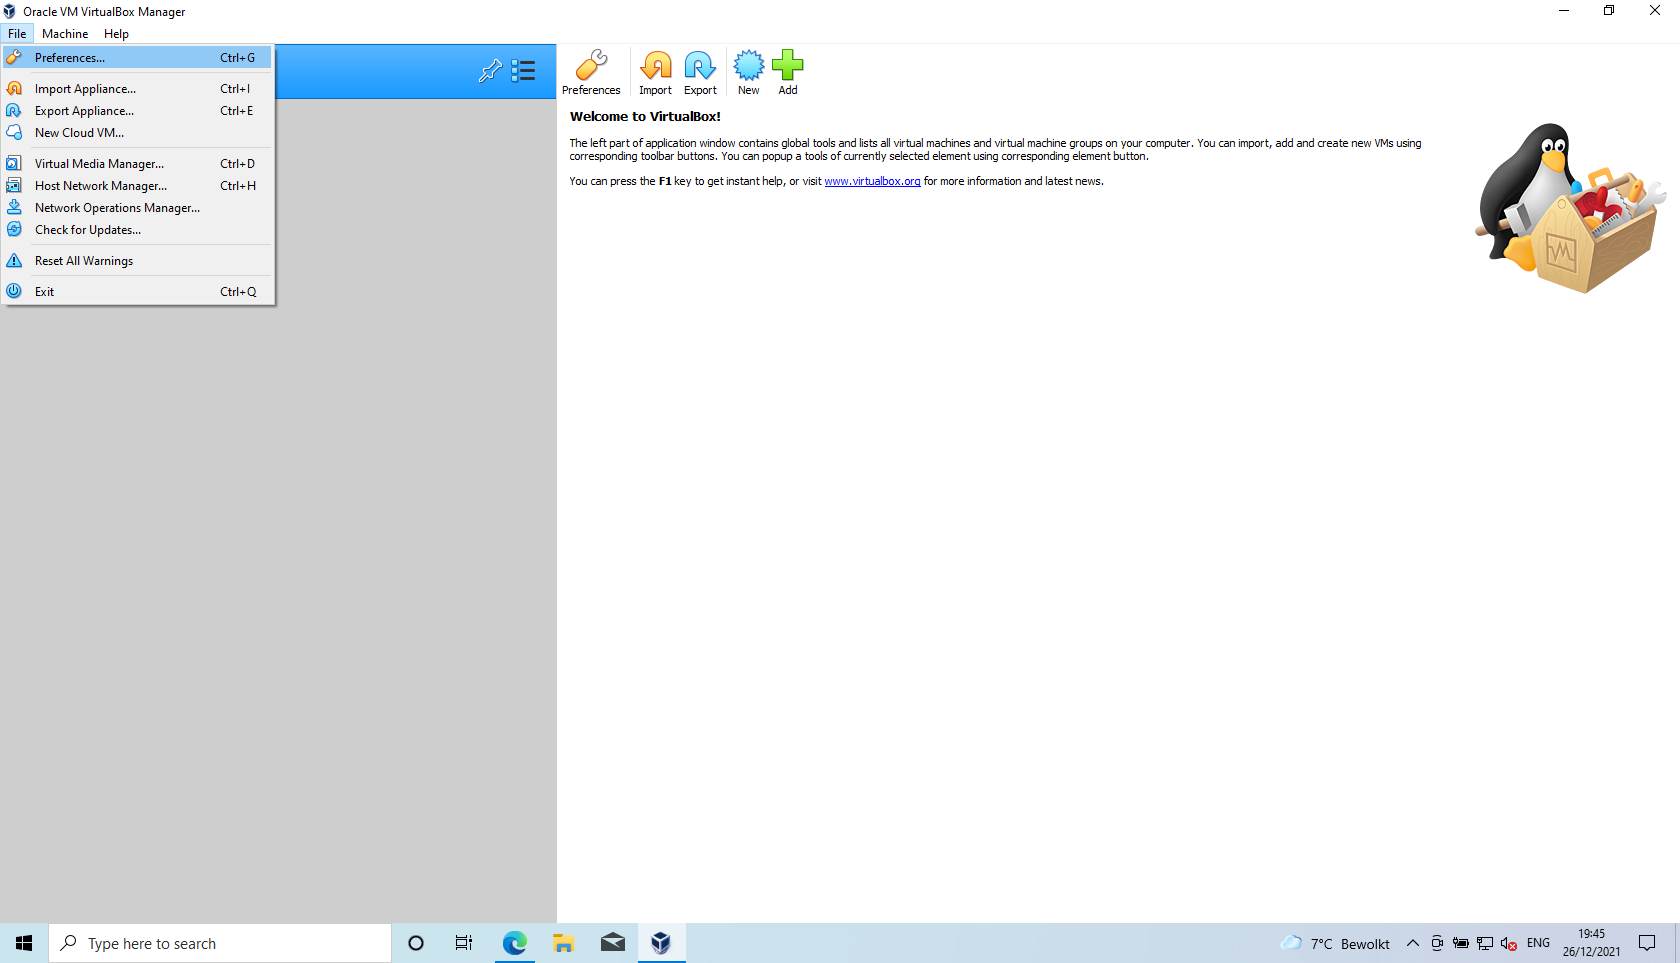 Oracle VM VirtualBox Manager
File Machine Help
Preferences... Ctrl+G
Import Appliance... Ctrl+I
Export Appliance... Ctrl+E
New Cloud VM...
Virtual Media Manager... Ctrl+D
Host Network Manager... Ctrl+H
Network Operations Manager...
Check for Updates...
Reset All Warnings
Exit Ctrl+Q
Preferences Import Export New Add
Welcome to VirtualBox!
The left part of application window contains global tools and lists all virtual machines and virtual machine groups on your computer. You can import, add and create new VMs using
corresponding toolbar buttons. You can popup a tools of currently selected element using corresponding element button.
You can press the F1 key to get instant help, or visit www.virtualbox.org for more information and latest news.
Type here to search
7°C Bewolkt
ENG
19:45
26/12/2021